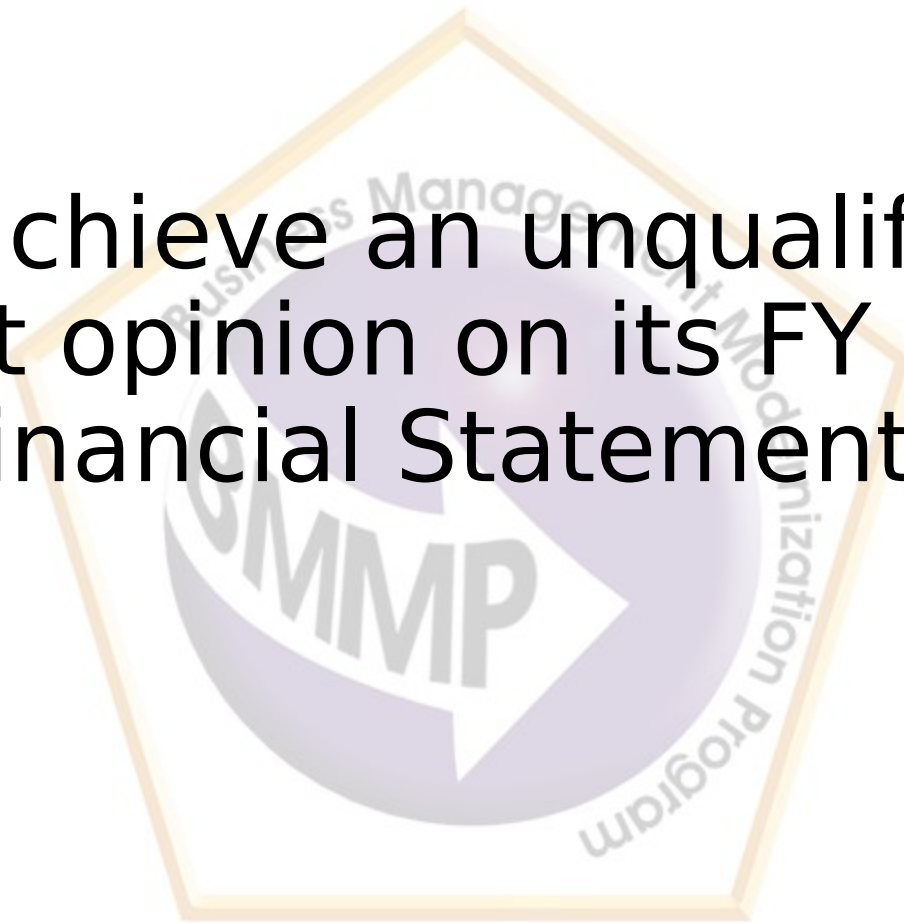 chieve an unqualif
t opinion on its FY
inancial Statement
Business Management Modernization Program
BMMP